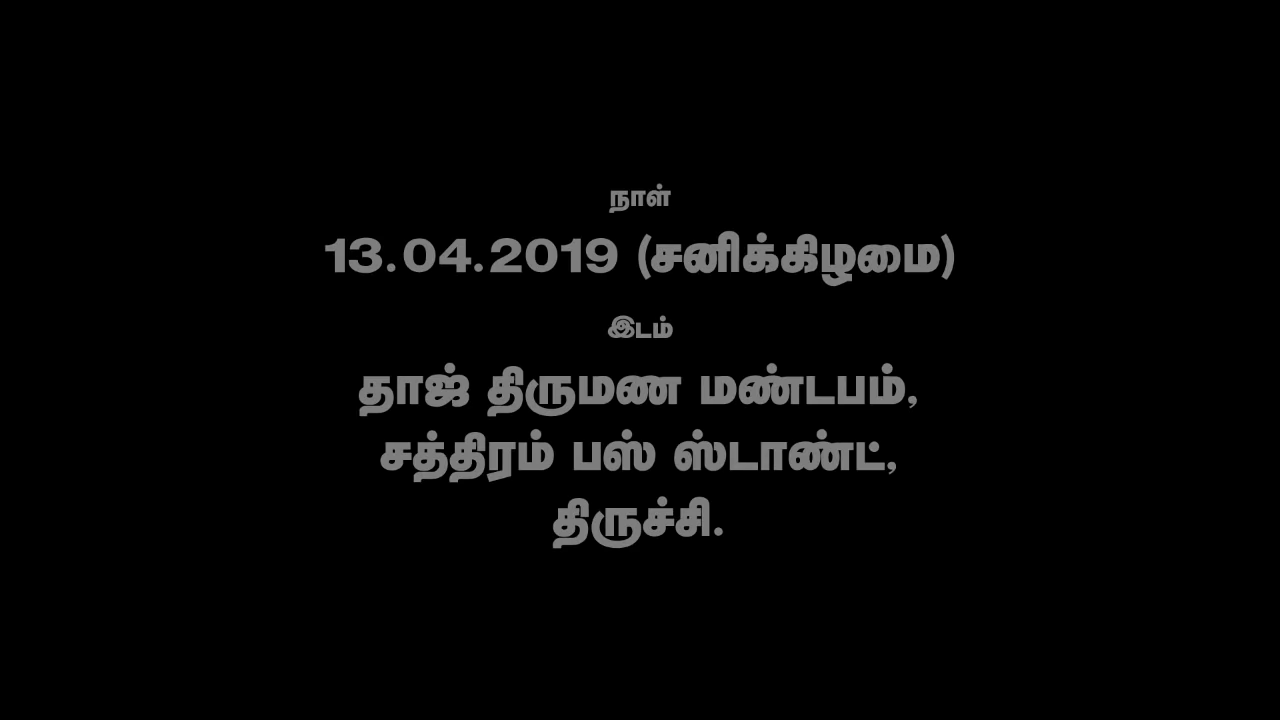 நாள்
13.04.2019 (சனிக்கிழமை)
இடம்
தாஜ் திருமண மண்டபம்,
சத்திரம் பஸ் ஸ்டாண்ட்,
திருச்சி.